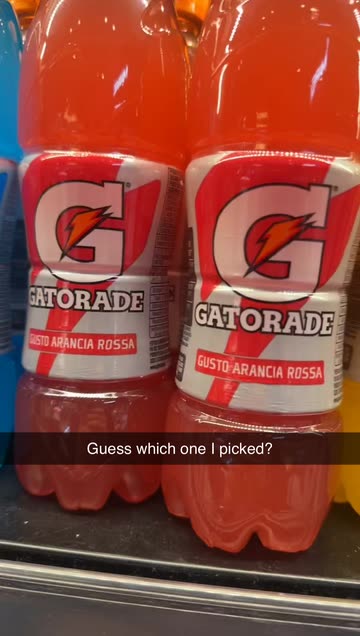 G
GATORADE
GUSTO ARANCIA ROSSA
G
GATORADE
GUSTO ARANCIA ROSSA
Guess which one I picked?